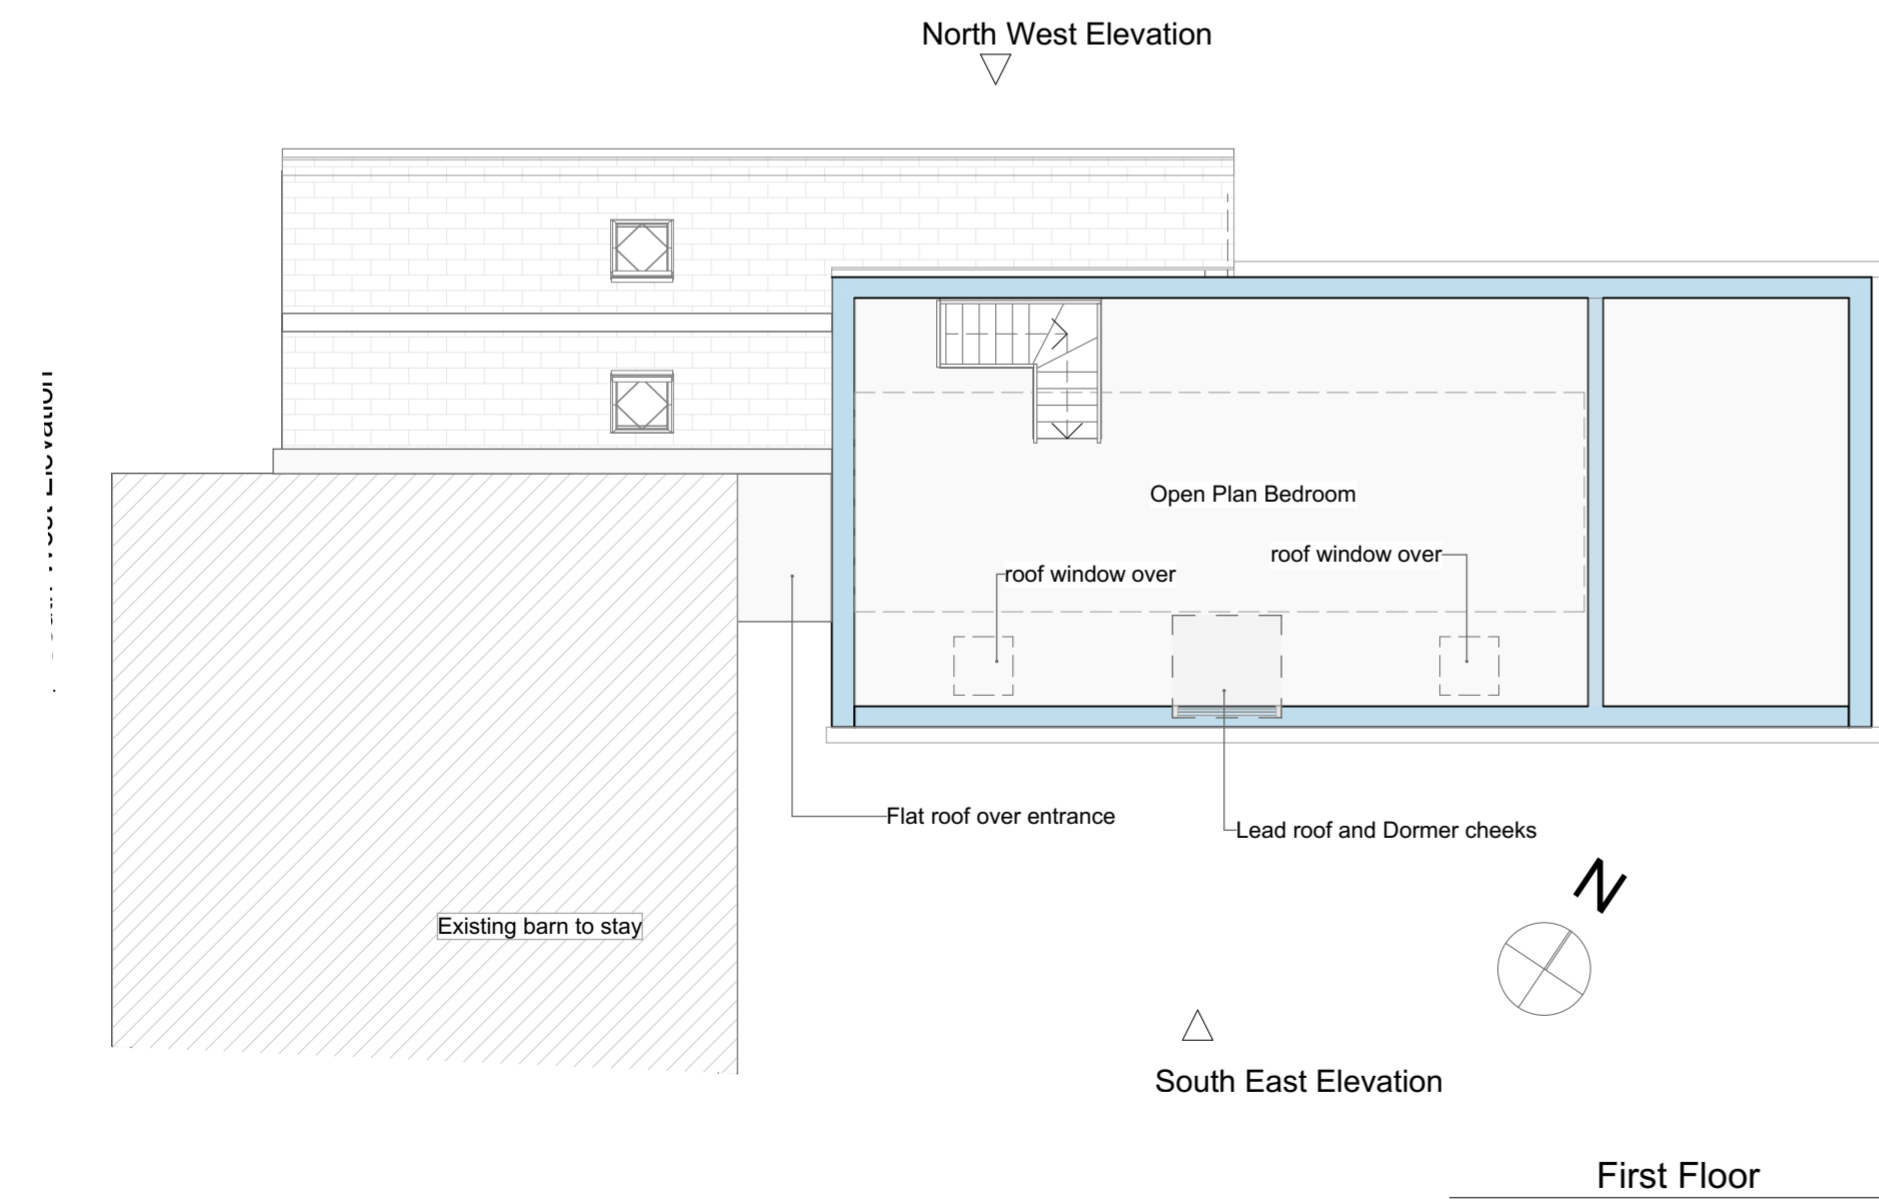 North West Elevation
Open Plan Bedroom
roof window over
roof window over
Flat roof over entrance
Lead roof and Dormer cheeks
N
Existing barn to stay
South East Elevation
First Floor